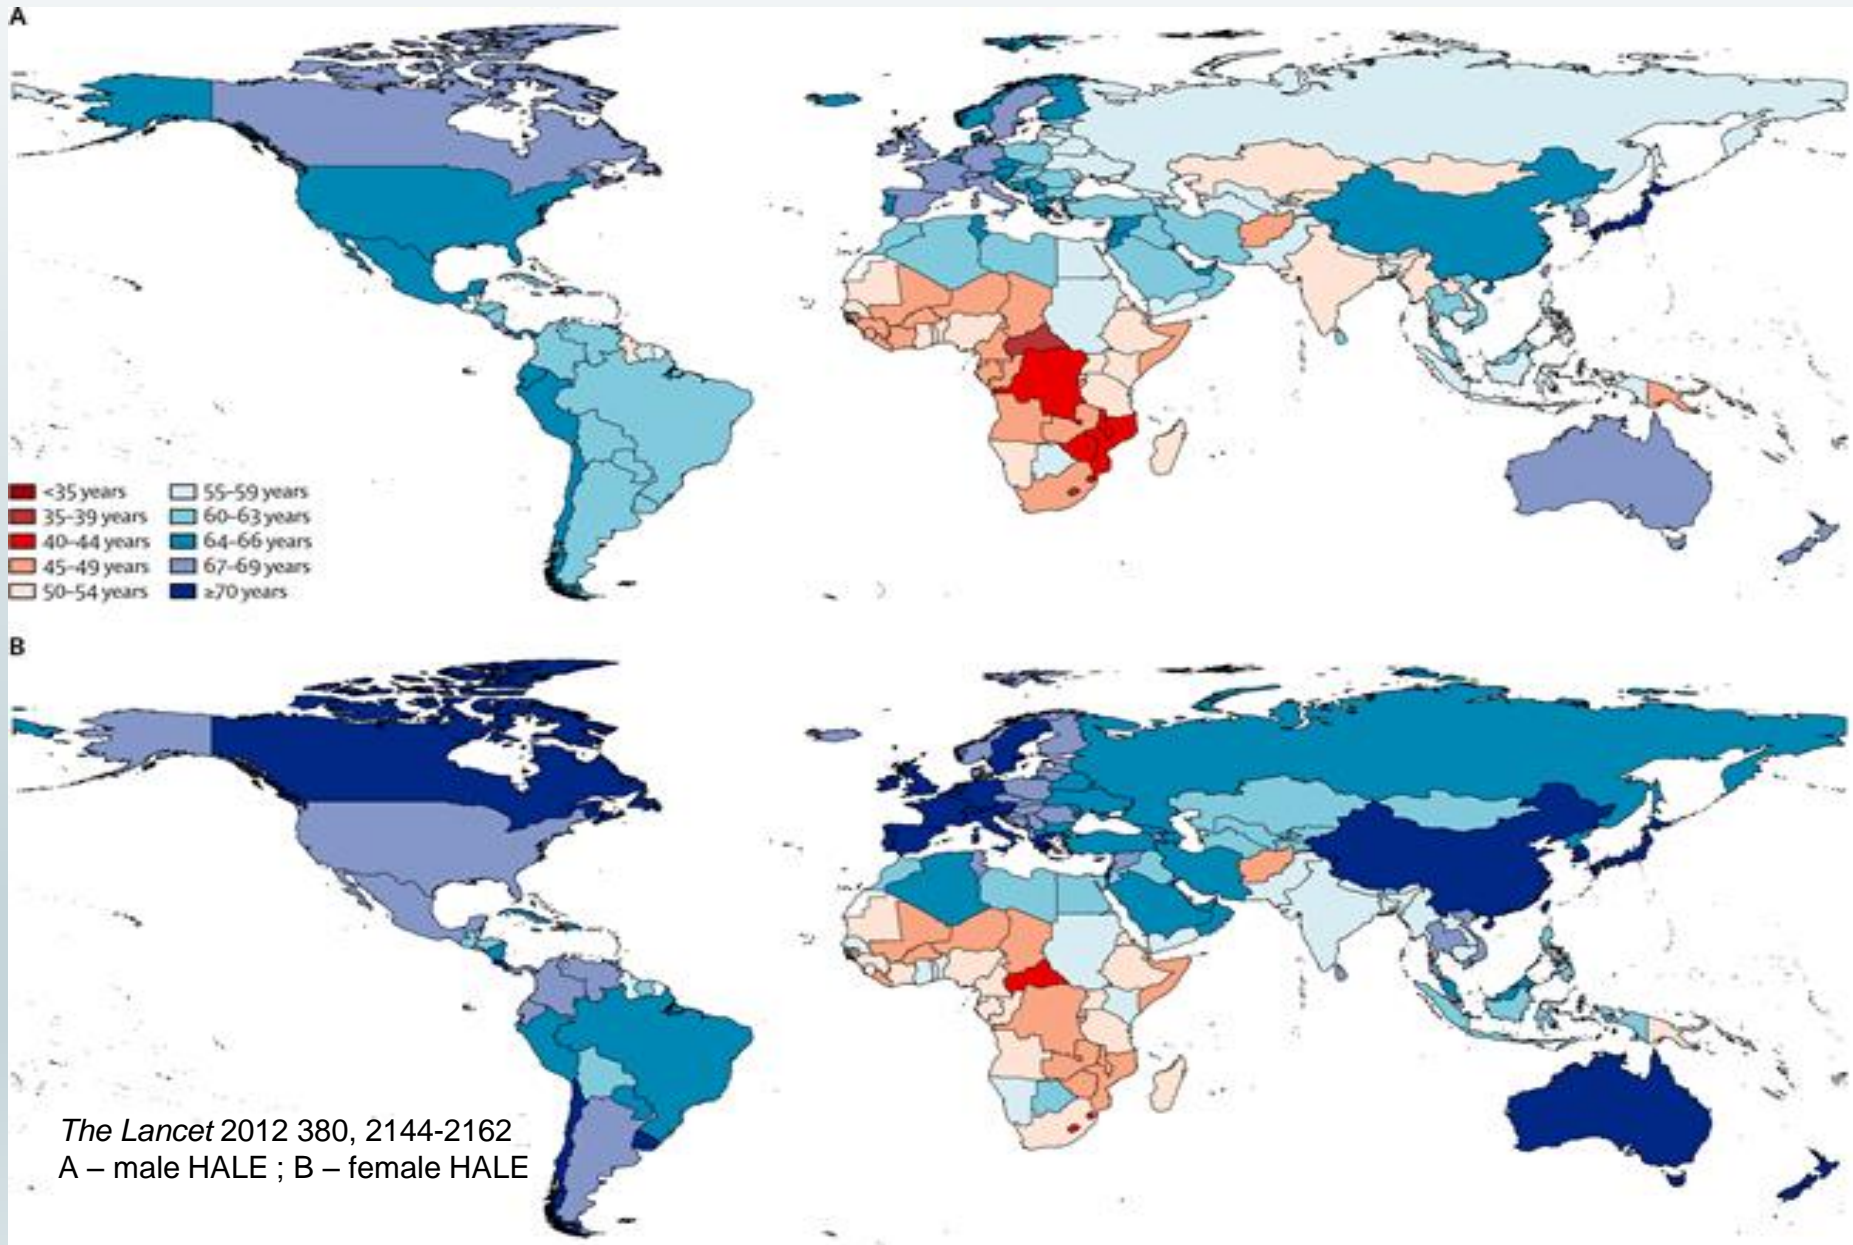 A
<35 years
35–39 years
40–44 years
45–49 years
50–54 years
55–59 years
60–63 years
64–66 years
67–69 years
≥70 years
B
The Lancet 2012 380, 2144-2162
A – male HALE ; B – female HALE